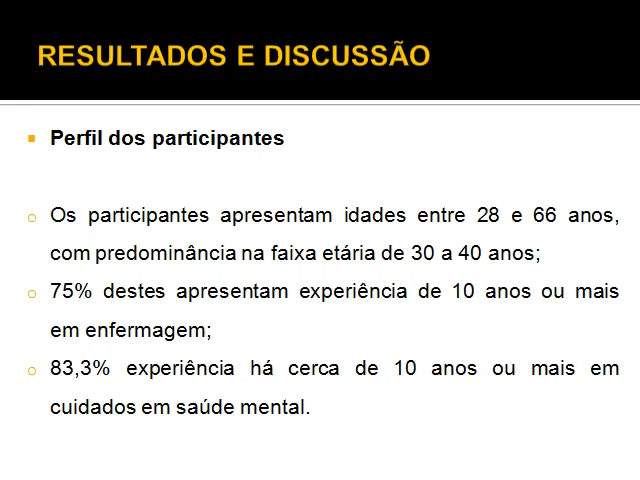 RESULTADOS E DISCUSSÃO
Perfil dos participantes
Os participantes apresentam idades entre 28 e 66 anos,
com predominância na faixa etária de 30 a 40 anos;
75% destes apresentam experiência de 10 anos ou mais
em enfermagem;
83,3% experiência há cerca de 10 anos ou mais em
cuidados em saúde mental.